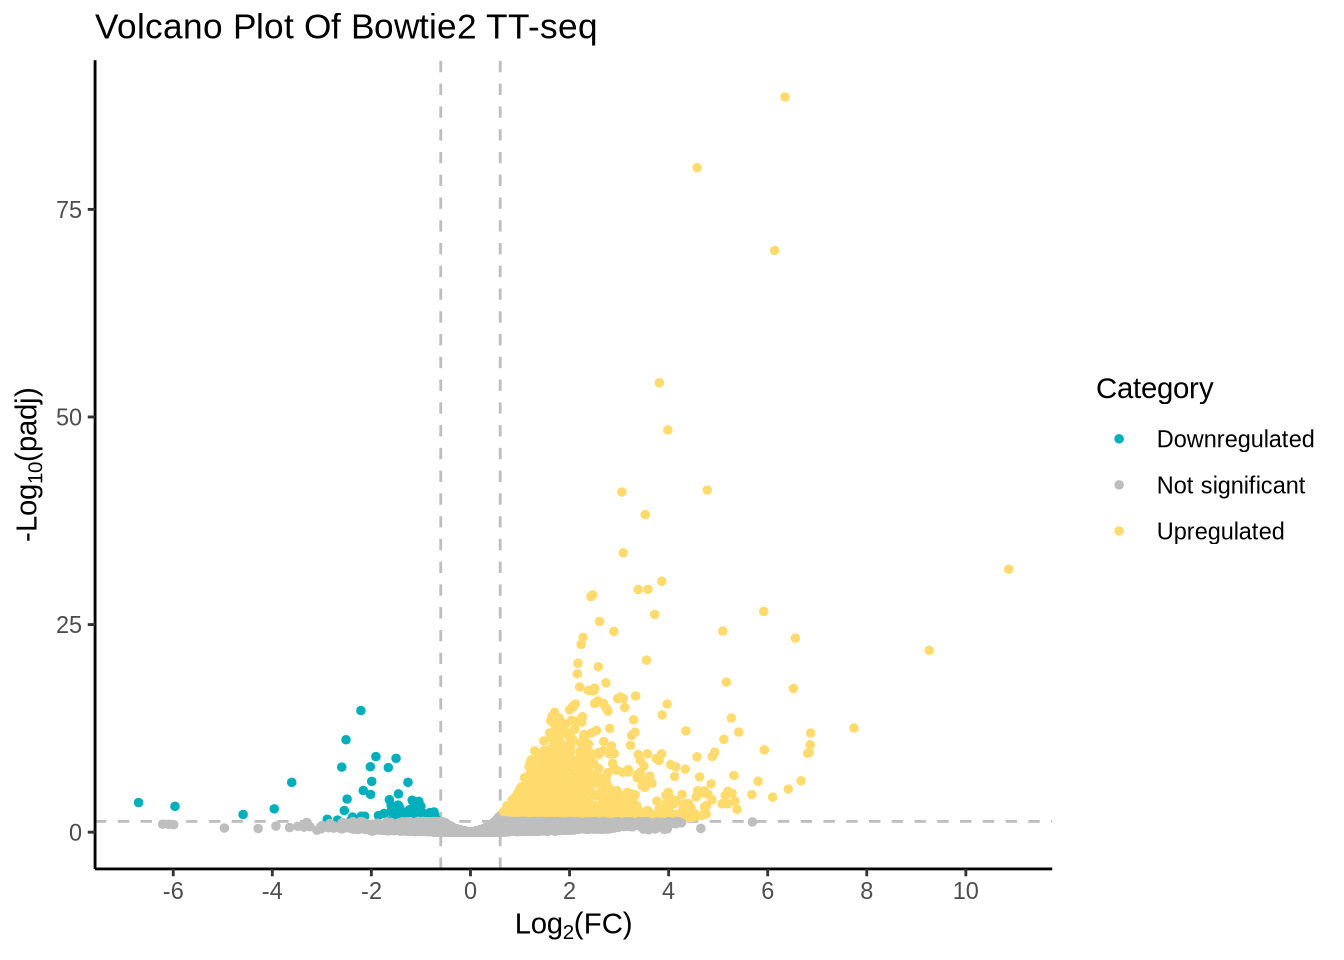 Volcano Plot Of Bowtie2 TT-seq
-Log₁₀(padj)
75
50
25
0
-6 -4 -2 0 2 4 6 8 10
Log₂(FC)
Category
Downregulated
Not significant
Upregulated